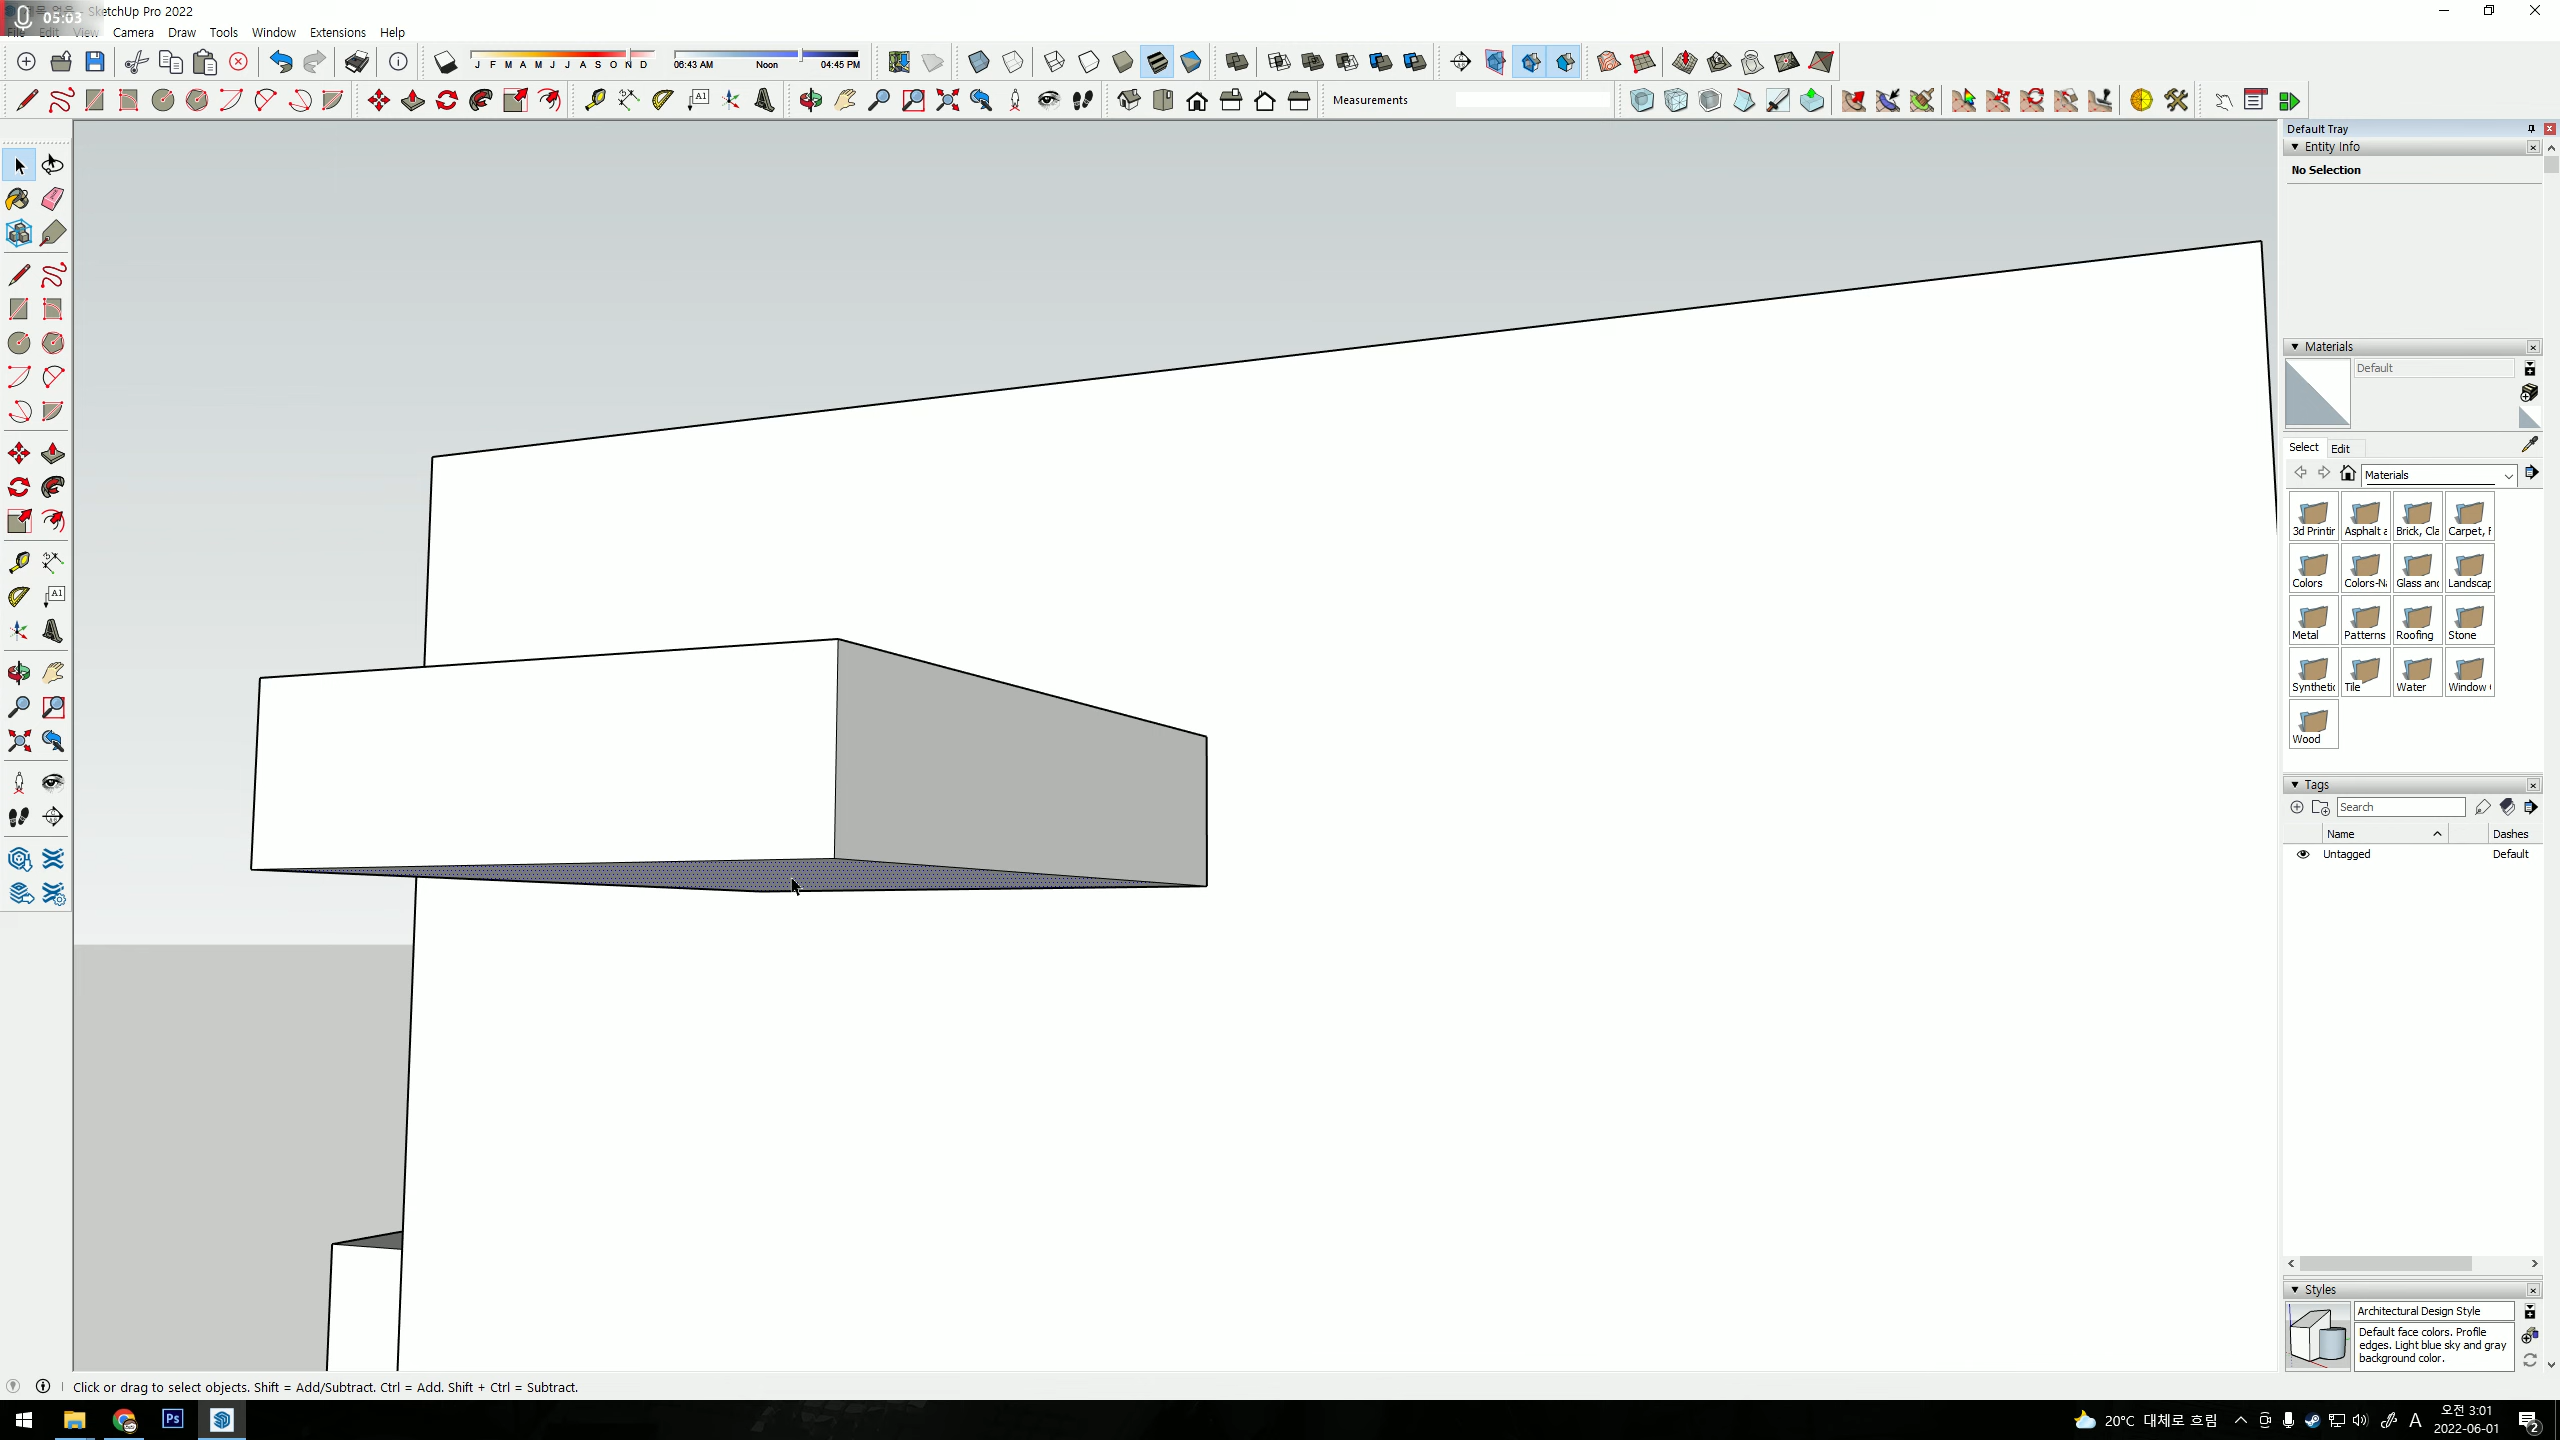 05:03
SketchUp Pro 2022
File Edit View Camera Draw Tools Window Extensions Help
J F M A M J J A S O N D
06:43 AM Noon 04:45 PM
Measurements
Default Tray
Entity Info
No Selection
Materials
Default
Select Edit
Materials
3d Printin Asphalt a Brick, Cla Carpet, F
Colors Colors-Na Glass and Landscap
Metal Patterns Roofing Stone
Synthetic Tile Water Window
Wood
Tags
Search
Name Dashes
Untagged Default
Styles
Architectural Design Style
Default face colors. Profile
edges. Light blue sky and gray
background color.
Click or drag to select objects. Shift = Add/Subtract. Ctrl = Add. Shift + Ctrl = Subtract.
Ps
20°C 대체로 흐림
A
오전 3:01
2022-06-01
2